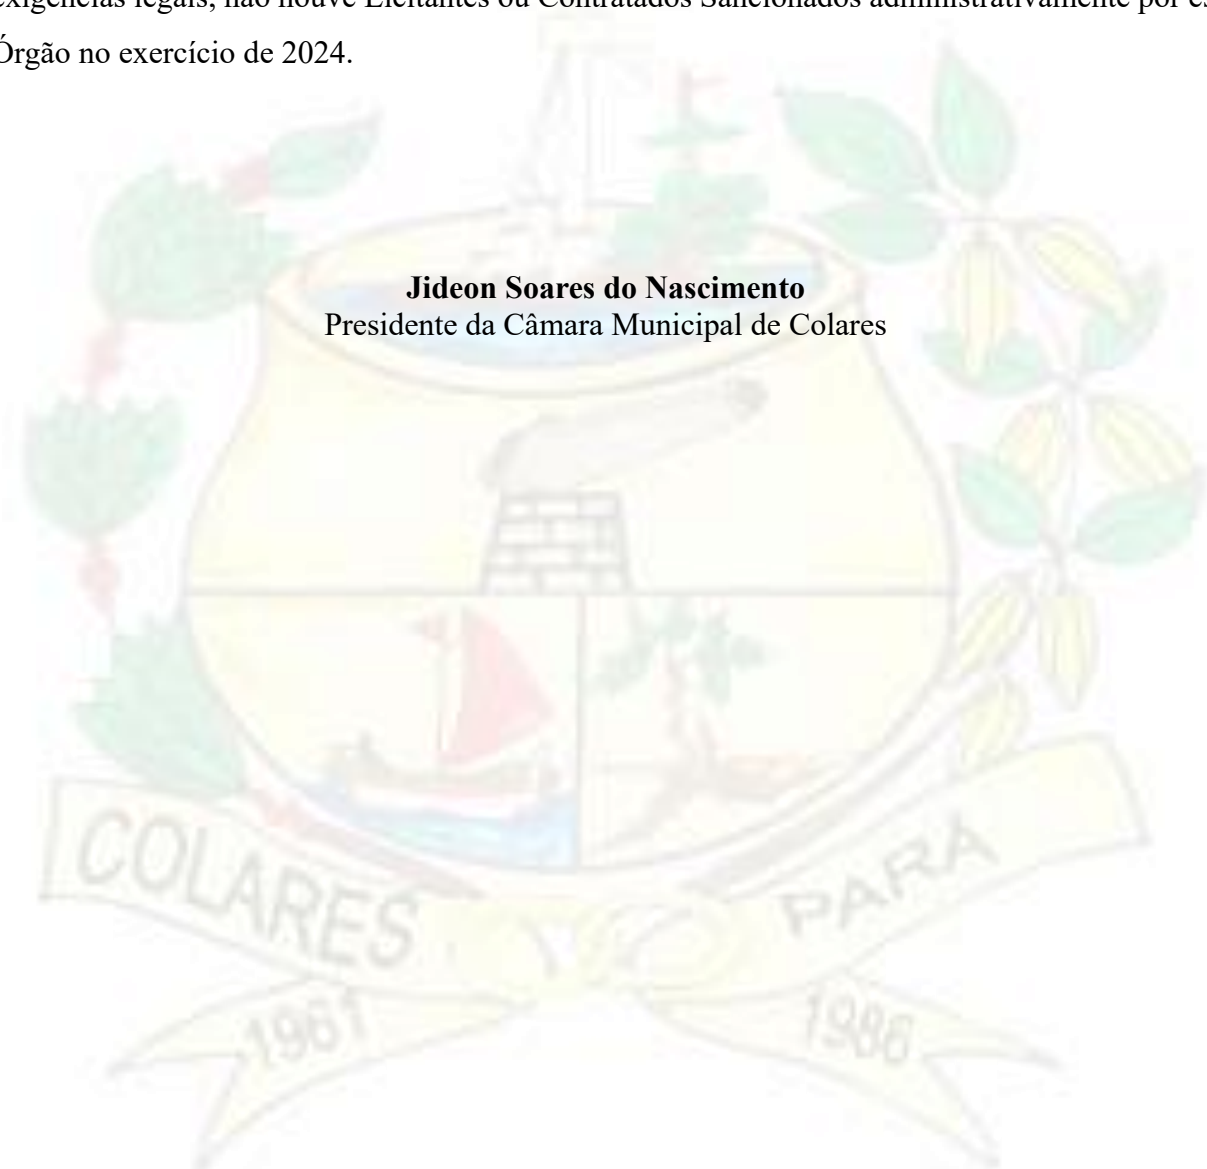 exigências legais, não houve Licitantes ou Contratados Sancionados administrativamente por
Órgão no exercício de 2024.
Jideon Soares do Nascimento
Presidente da Câmara Municipal de Colares
COLARES
PARÁ
1961
1986